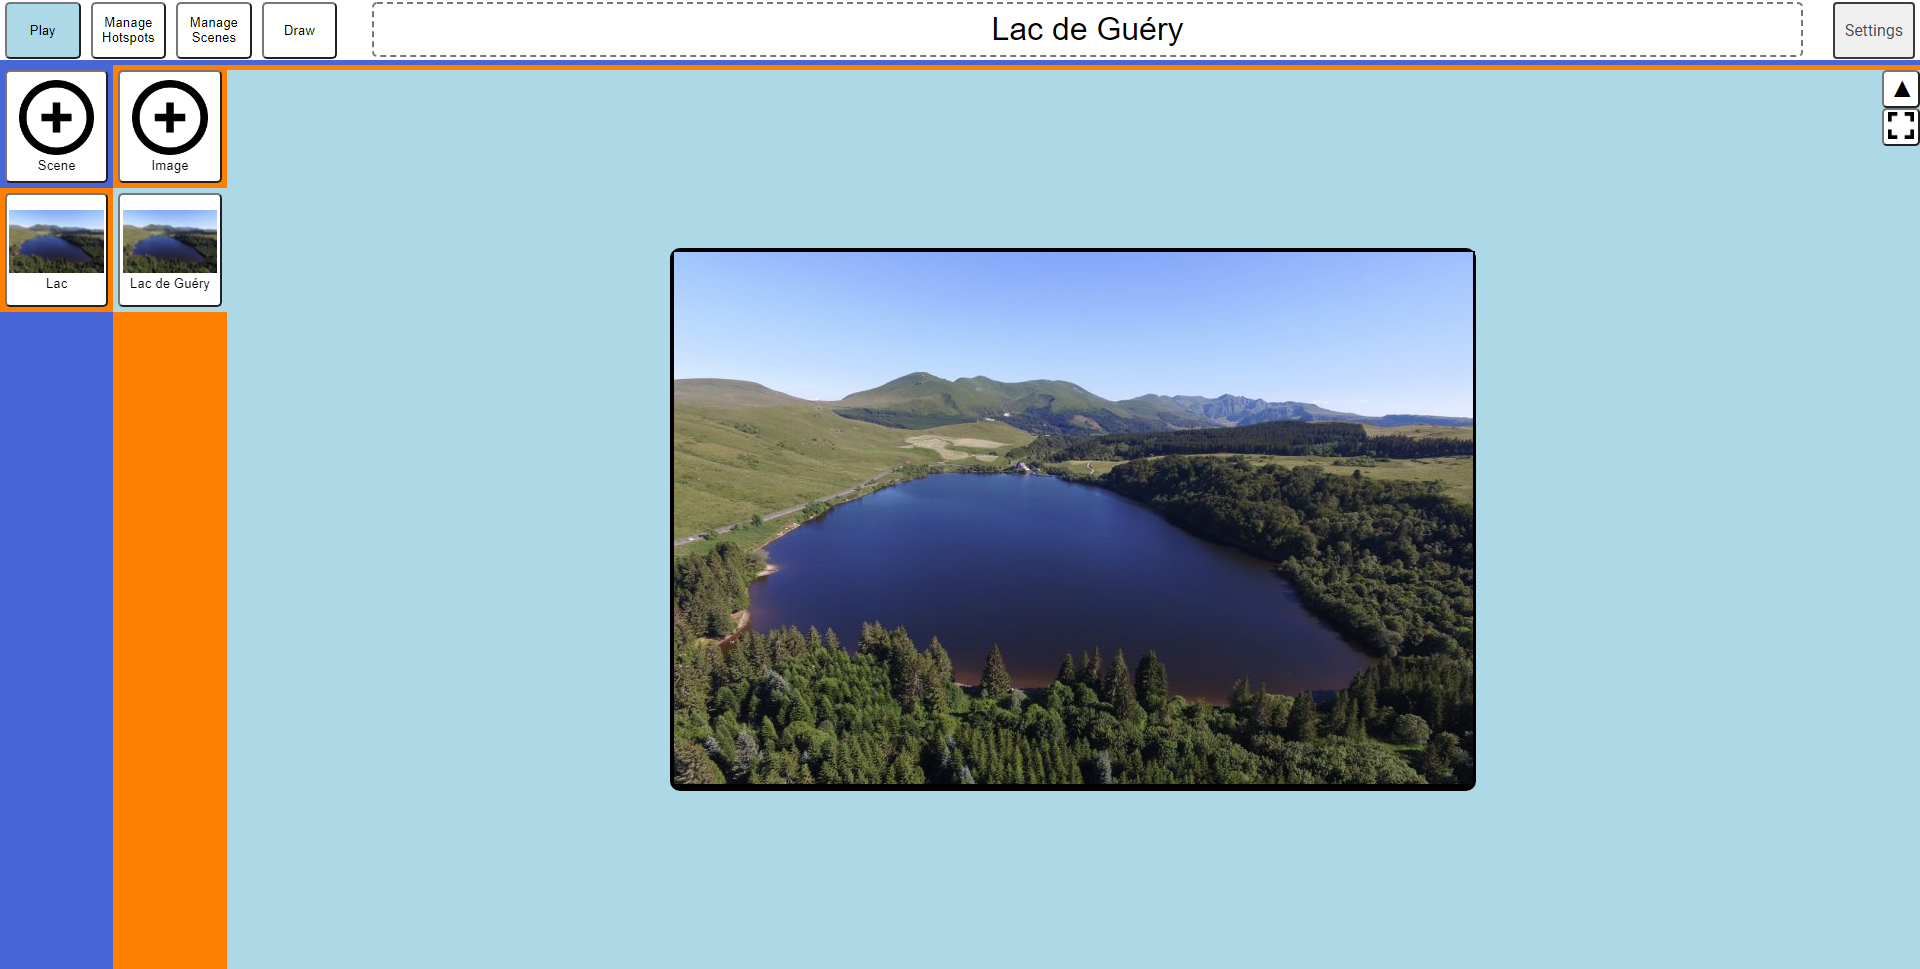 Play
Manage
Hotspots
Manage
Scenes
Draw
Lac de Guéry
Settings
Scene
Image
Lac
Lac de Guéry